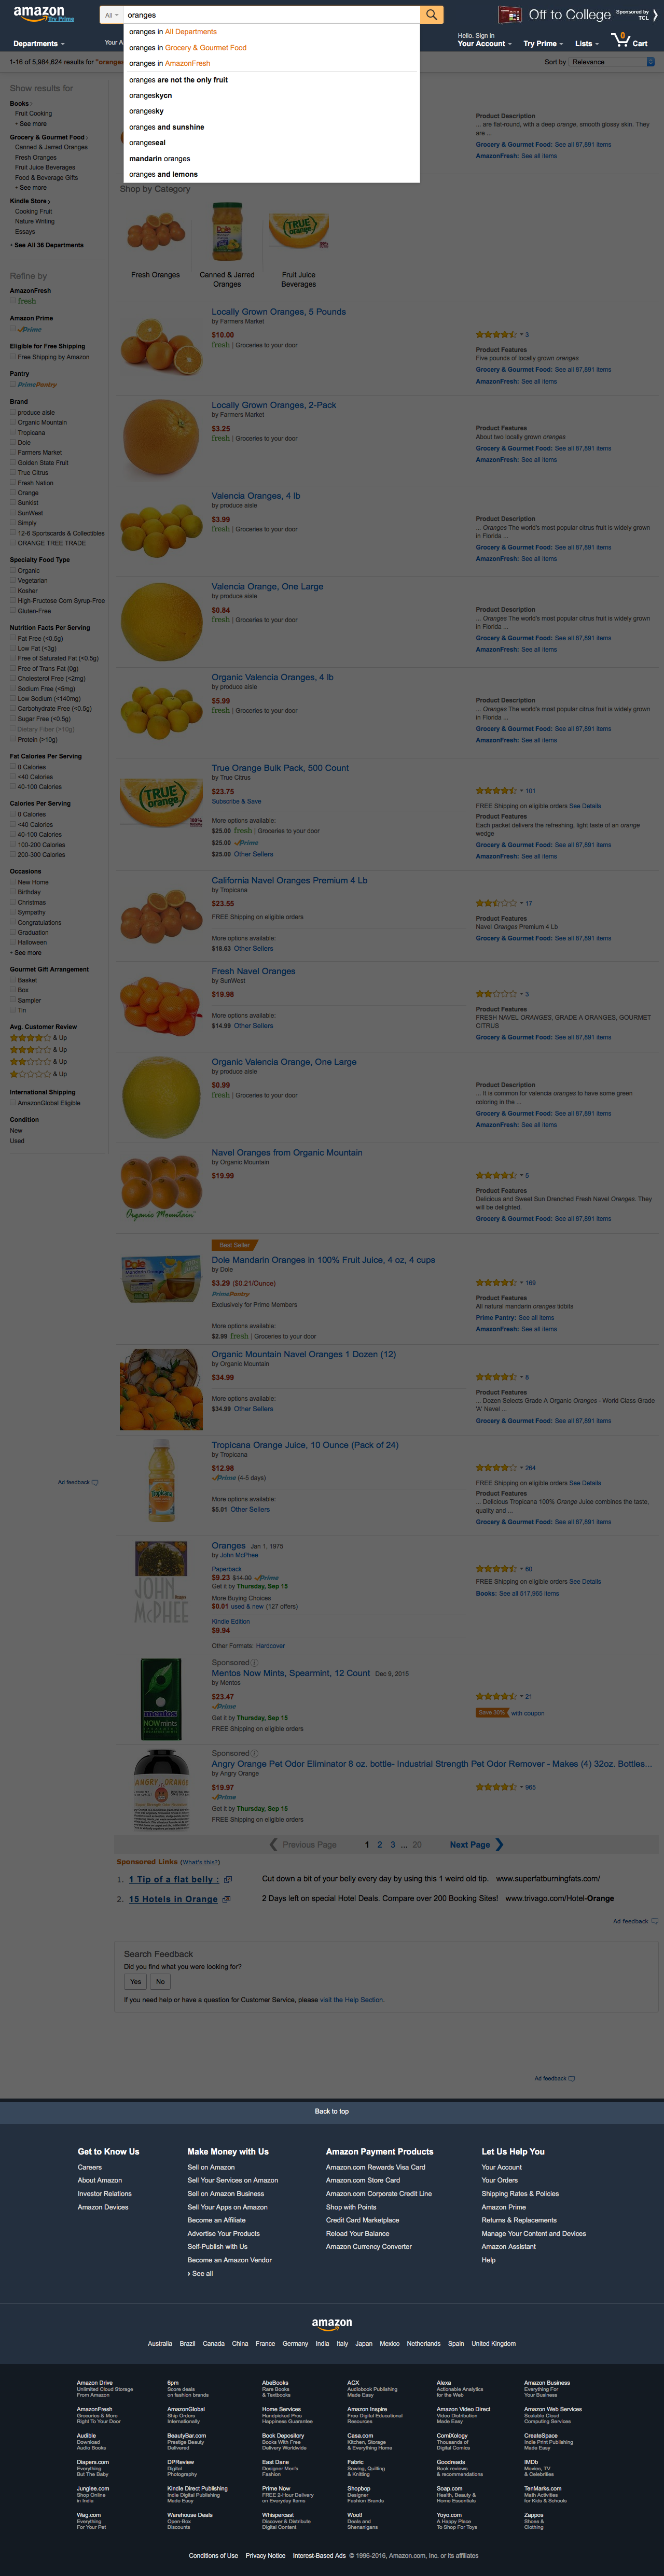 amazon
Try Prime
All
oranges
Off to College
Sponsored by
TCL
Departments
Your A
Hello. Sign in
Your Account
Try Prime
Lists
0
Cart
oranges in All Departments
oranges in Grocery & Gourmet Food
oranges in AmazonFresh
oranges are not the only fruit
orangeskycn
orangesky
oranges and sunshine
orangeseal
mandarin oranges
oranges and lemons
1-16 of 5,984,624 results for "orange
Sort by Relevance
Show results for
Books
Fruit Cooking
+ See more
Grocery & Gourmet Food
Canned & Jarred Oranges
Fresh Oranges
Fruit Juice Beverages
Food & Beverage Gifts
+ See more
Kindle Store
Cooking Fruit
Nature Writing
Essays
+ See All 36 Departments
Refine by
AmazonFresh
fresh
Amazon Prime
Prime
Eligible for Free Shipping
Free Shipping by Amazon
Pantry
PrimePantry
Brand
produce aisle
Organic Mountain
Tropicana
Dole
Farmers Market
Golden State Fruit
True Citrus
Fresh Nation
Orange
Sunkist
SunWest
Simply
12-6 Sportscards & Collectibles
ORANGE TREE TRADE
Specialty Food Type
Organic
Vegetarian
Kosher
High-Fructose Corn Syrup-Free
Gluten-Free
Nutrition Facts Per Serving
Fat Free (<0.5g)
Low Fat (<3g)
Free of Saturated Fat (<0.5g)
Free of Trans Fat (0g)
Cholesterol Free (<2mg)
Sodium Free (<5mg)
Low Sodium (<140mg)
Carbohydrate Free (<0.5g)
Sugar Free (<0.5g)
Dietary Fiber (>10g)
Protein (>10g)
Fat Calories Per Serving
0 Calories
<40 Calories
40-100 Calories
Calories Per Serving
0 Calories
<40 Calories
40-100 Calories
100-200 Calories
200-300 Calories
Occasions
New Home
Birthday
Christmas
Sympathy
Congratulations
Graduation
Halloween
+ See more
Gourmet Gift Arrangement
Basket
Box
Sampler
Tin
Avg. Customer Review
& Up
& Up
& Up
& Up
International Shipping
AmazonGlobal Eligible
Condition
New
Used
Ad feedback
Product Description
... are flat-round, with a deep orange, smooth glossy skin. They
are ...
Grocery & Gourmet Food: See all 87,891 items
AmazonFresh: See all items
Shop by Category
Fresh Oranges
Canned & Jarred
Oranges
Fruit Juice
Beverages
Locally Grown Oranges, 5 Pounds
by Farmers Market
$10.00
fresh | Groceries to your door
3
Product Features
Five pounds of locally grown oranges
Grocery & Gourmet Food: See all 87,891 items
AmazonFresh: See all items
Locally Grown Oranges, 2-Pack
by Farmers Market
$3.25
fresh | Groceries to your door
Product Features
About two locally grown oranges
Grocery & Gourmet Food: See all 87,891 items
AmazonFresh: See all items
Valencia Oranges, 4 lb
by produce aisle
$3.99
fresh | Groceries to your door
Product Description
... Oranges The world's most popular citrus fruit is widely grown
in Florida ...
Grocery & Gourmet Food: See all 87,891 items
AmazonFresh: See all items
Valencia Orange, One Large
by produce aisle
$0.84
fresh | Groceries to your door
Product Description
... Oranges The world's most popular citrus fruit is widely grown
in Florida ...
Grocery & Gourmet Food: See all 87,891 items
AmazonFresh: See all items
Organic Valencia Oranges, 4 lb
by produce aisle
$5.99
fresh | Groceries to your door
Product Description
... Oranges The world's most popular citrus fruit is widely grown
in Florida ...
Grocery & Gourmet Food: See all 87,891 items
AmazonFresh: See all items
TRUE orange
True Orange Bulk Pack, 500 Count
by True Citrus
$23.75
Subscribe & Save
More options available:
$25.00 fresh | Groceries to your door
$25.00 Prime
$25.00 Other Sellers
101
FREE Shipping on eligible orders See Details
Product Features
Each packet delivers the refreshing, light taste of an orange
wedge
Grocery & Gourmet Food: See all 87,891 items
AmazonFresh: See all items
California Navel Oranges Premium 4 Lb
by Tropicana
$23.55
FREE Shipping on eligible orders
More options available:
$18.63 Other Sellers
17
Product Features
Navel Oranges Premium 4 Lb
Grocery & Gourmet Food: See all 87,891 items
Fresh Navel Oranges
by SunWest
$19.98
More options available:
$14.99 Other Sellers
3
Product Features
FRESH NAVEL ORANGES, GRADE A ORANGES, GOURMET
CITRUS
Grocery & Gourmet Food: See all 87,891 items
Organic Valencia Orange, One Large
by produce aisle
$0.99
fresh | Groceries to your door
Product Description
... It is common for valencia oranges to have some green
coloring in the ...
Grocery & Gourmet Food: See all 87,891 items
AmazonFresh: See all items
Organic Mountain
Navel Oranges from Organic Mountain
by Organic Mountain
$19.99
5
Product Features
Delicious and Sweet Sun Drenched Fresh Navel Oranges. They
will be delighted.
Grocery & Gourmet Food: See all 87,891 items
Best Seller
Dole Mandarin Oranges in 100% Fruit Juice, 4 oz, 4 cups
by Dole
$3.29 ($0.21/Ounce)
PrimePantry
Exclusively for Prime Members
More options available:
$2.99 fresh | Groceries to your door
169
Product Features
All natural mandarin oranges tidbits
Prime Pantry: See all items
AmazonFresh: See all items
Organic Mountain Navel Oranges 1 Dozen (12)
by Organic Mountain
$34.99
More options available:
$34.99 Other Sellers
6
Product Features
... Dozen Selects Grade A Organic Oranges - World Class Grade
'A' Navel ...
Grocery & Gourmet Food: See all 87,891 items
Tropicana Orange Juice, 10 Ounce (Pack of 24)
by Tropicana
$12.98
Prime (4-5 days)
More options available:
$5.01 Other Sellers
264
FREE Shipping on eligible orders See Details
Product Features
... Delicious Tropicana 100% Orange Juice combines the taste,
quality and ...
Grocery & Gourmet Food: See all 87,891 items
JOHN
McPHEE
Oranges Jan 1, 1975
by John McPhee
Paperback
$9.23 $14.00 Prime
Get it by Thursday, Sep 15
More Buying Choices
$0.01 used & new (127 offers)
Kindle Edition
$9.94
Other Formats: Hardcover
60
FREE Shipping on eligible orders See Details
Books: See all 517,965 items
mentos
NOWmints
Sponsored
Mentos Now Mints, Spearmint, 12 Count Dec 9, 2015
by Mentos
$23.47
Prime
Get it by Thursday, Sep 15
FREE Shipping on eligible orders
21
Save 30% with coupon
ANGRY ORANGE
Sponsored
Angry Orange Pet Odor Eliminator 8 oz. bottle- Industrial Strength Pet Odor Remover - Makes (4) 32oz. Bottles...
by Angry Orange
$19.97
Prime
Get it by Thursday, Sep 15
FREE Shipping on eligible orders
965
Previous Page 1 2 3 ... 20 Next Page
Sponsored Links (What's this?)
1. 1 Tip of a flat belly :
Cut down a bit of your belly every day by using this 1 weird old tip. www.superfatburningfats.com/
2. 15 Hotels in Orange
2 Days left on special Hotel Deals. Compare over 200 Booking Sites! www.trivago.com/Hotel-Orange
Ad feedback
Search Feedback
Did you find what you were looking for?
Yes No
If you need help or have a question for Customer Service, please visit the Help Section.
Ad feedback
Back to top
Get to Know Us
Careers
About Amazon
Investor Relations
Amazon Devices
Make Money with Us
Sell on Amazon
Sell Your Services on Amazon
Sell on Amazon Business
Sell Your Apps on Amazon
Become an Affiliate
Advertise Your Products
Self-Publish with Us
Become an Amazon Vendor
› See all
Amazon Payment Products
Amazon.com Rewards Visa Card
Amazon.com Store Card
Amazon.com Corporate Credit Line
Shop with Points
Credit Card Marketplace
Reload Your Balance
Amazon Currency Converter
Let Us Help You
Your Account
Your Orders
Shipping Rates & Policies
Amazon Prime
Returns & Replacements
Manage Your Content and Devices
Amazon Assistant
Help
amazon
Australia Brazil Canada China France Germany India Italy Japan Mexico Netherlands Spain United Kingdom
Amazon Drive
Unlimited Cloud Storage
From Amazon
6pm
Score deals
on fashion brands
AbeBooks
Rare Books
& Textbooks
ACX
Audiobook Publishing
Made Easy
Alexa
Actionable Analytics
for the Web
Amazon Business
Everything For
Your Business
AmazonFresh
Groceries & More
Right To Your Door
AmazonGlobal
Ship Orders
Internationally
Home Services
Handpicked Pros
Happiness Guarantee
Amazon Inspire
Free Digital Educational
Resources
Amazon Video Direct
Video Distribution
Made Easy
Amazon Web Services
Scalable Cloud
Computing Services
Audible
Download
Audio Books
BeautyBar.com
Prestige Beauty
Delivered
Book Depository
Books With Free
Delivery Worldwide
Casa.com
Kitchen, Storage
& Everything Home
ComiXology
Thousands of
Digital Comics
CreateSpace
Indie Print Publishing
Made Easy
Diapers.com
Everything
But The Baby
DPReview
Digital
Photography
East Dane
Designer Men's
Fashion
Fabric
Sewing, Quilting
& Knitting
Goodreads
Book reviews
& recommendations
IMDb
Movies, TV
& Celebrities
Junglee.com
Shop Online
in India
Kindle Direct Publishing
Indie Digital Publishing
Made Easy
Prime Now
FREE 2-Hour Delivery
on Everyday Items
Shopbop
Designer
Fashion Brands
Soap.com
Health, Beauty &
Home Essentials
TenMarks.com
Math Activities
for Kids & Schools
Wag.com
Everything
For Your Pet
Warehouse Deals
Open-Box
Discounts
Whispercast
Discover & Distribute
Digital Content
Woot!
Deals and
Shenanigans
Yoyo.com
A Happy Place
To Shop For Toys
Zappos
Shoes &
Clothing
Conditions of Use Privacy Notice Interest-Based Ads © 1996-2016, Amazon.com, Inc. or its affiliates